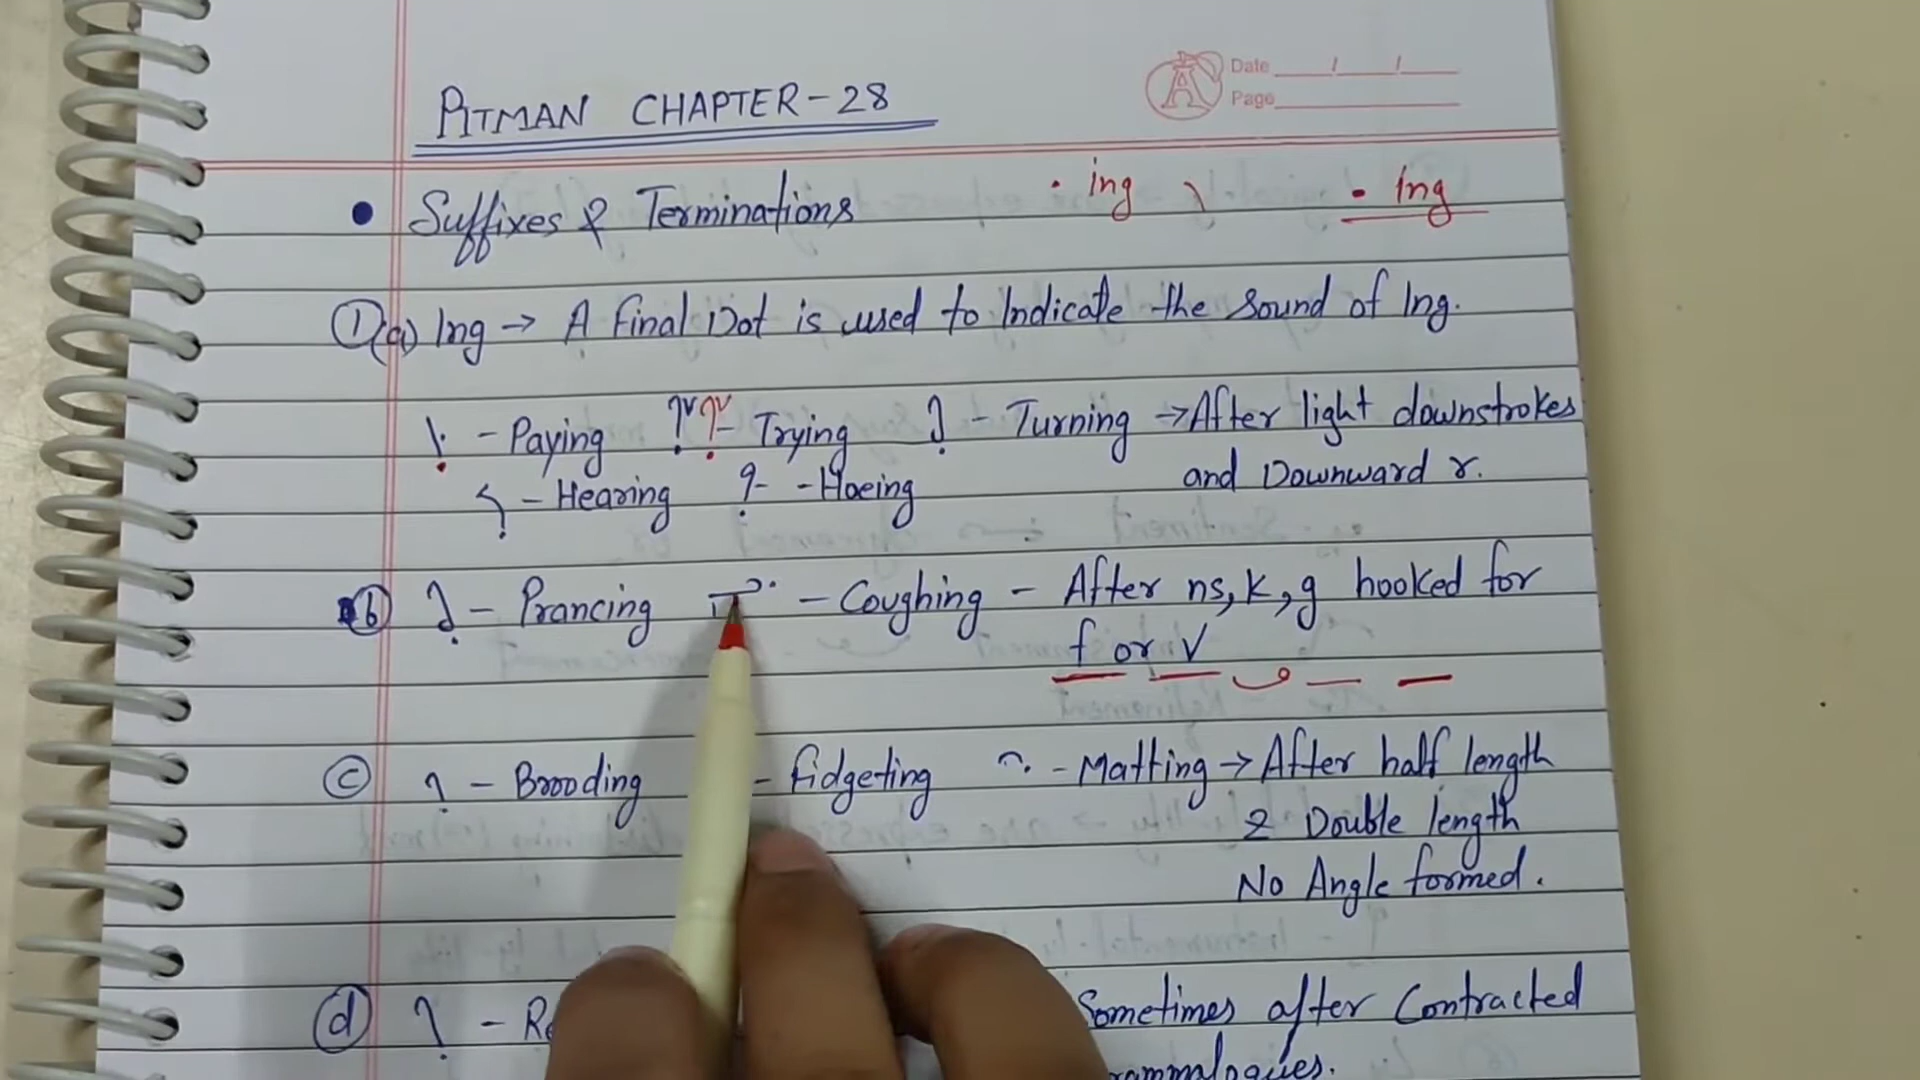 PITMAN CHAPTER-28
Date / /
Page
• Suffixes & Terminations · ing - Ing
① (a) Ing → A final Dot is used to Indicate the sound of Ing.
- Paying - Trying - Turning → After light downstrokes
- Hearing - Hoeing and Downward r.
(b) - Prancing - Coughing - After ns, k, g hooked for
f or V
(c) - Brooding - fidgeting - Matting → After half length
& Double length
No Angle formed.
(d) - Sometimes after Contracted